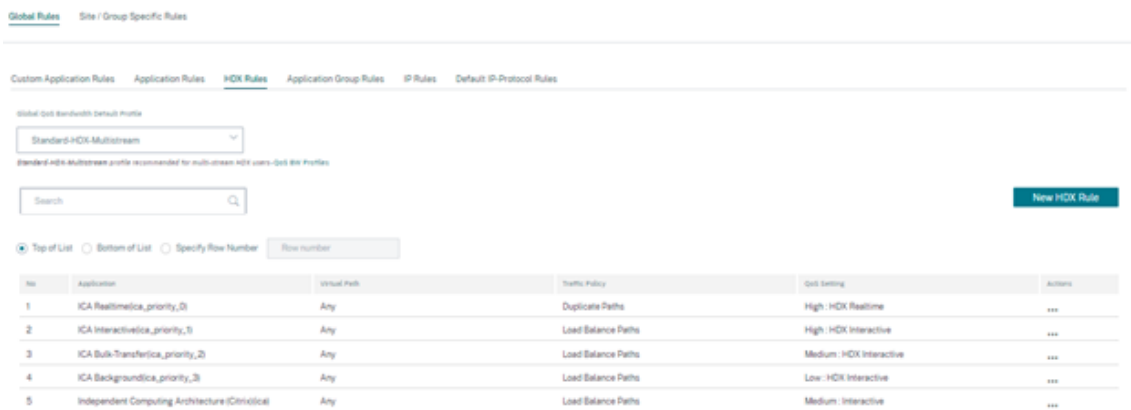 Global Rules Site / Group Specific Rules
Custom Application Rules Application Rules HDX Rules Application Group Rules IP Rules Default IP-Protocol Rules
Global QoS Bandwidth Default Profile
Standard-HDX-Multistream
Standard-HDX-Multistream profile recommended for multi-stream HDX users-QoS BW Profiles
Search
New HDX Rule
Top of List Bottom of List Specify Row Number Row number
No Application Virtual Path Traffic Policy QoS Setting Actions
1 ICA Realtime(ica_priority_0) Any Duplicate Paths High : HDX Realtime ...
2 ICA Interactive(ica_priority_1) Any Load Balance Paths High : HDX Interactive ...
3 ICA Bulk-Transfer(ica_priority_2) Any Load Balance Paths Medium : HDX Interactive ...
4 ICA Background(ica_priority_3) Any Load Balance Paths Low : HDX Interactive ...
5 Independent Computing Architecture (Citrix)(ica) Any Load Balance Paths Medium : Interactive ...